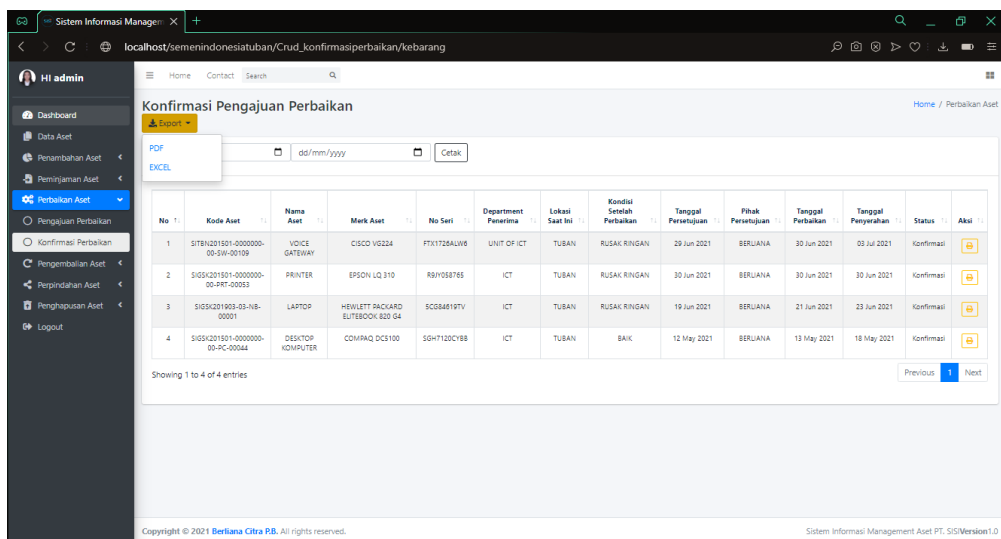 Sistem Informasi Managem
localhost/semenindonesiatuban/Crud_konfirmasiperbaikan/kebarang
HI admin
Home Contact Search
Dashboard
Data Aset
Penambahan Aset
Peminjaman Aset
Perbaikan Aset
Pengajuan Perbaikan
Konfirmasi Perbaikan
Pengembalian Aset
Perpindahan Aset
Penghapusan Aset
Logout
Konfirmasi Pengajuan Perbaikan
Home / Perbaikan Aset
Export
PDF
EXCEL
dd/mm/yyyy
Cetak
No Kode Aset Nama Aset Merk Aset No Seri Department Penerima Lokasi Saat Ini Kondisi Setelah Perbaikan Tanggal Persetujuan Pihak Persetujuan Tanggal Perbaikan Tanggal Penyerahan Status Aksi
1 SITBN201501-0000000-00-SW-00109 VOICE GATEWAY CISCO VG224 FTX1726ALW6 UNIT OF ICT TUBAN RUSAK RINGAN 29 Jun 2021 BERLIANA 30 Jun 2021 03 Jul 2021 Konfirmasi
2 SIGSK201501-0000000-00-PRT-00053 PRINTER EPSON LQ 310 R9JY058765 ICT TUBAN RUSAK RINGAN 30 Jun 2021 BERLIANA 30 Jun 2021 30 Jun 2021 Konfirmasi
3 SIGSK201903-03-NB-00001 LAPTOP HEWLETT PACKARD ELITEBOOK 820 G4 SCG84619TV ICT TUBAN RUSAK RINGAN 19 Jun 2021 BERLIANA 21 Jun 2021 23 Jun 2021 Konfirmasi
4 SIGSK201501-0000000-00-PC-00044 DESKTOP KOMPUTER COMPAQ DC5100 SGH7120CYBB ICT TUBAN BAIK 12 May 2021 BERLIANA 13 May 2021 18 May 2021 Konfirmasi
Showing 1 to 4 of 4 entries
Previous 1 Next
Copyright © 2021 Berliana Citra P.B. All rights reserved.
Sistem Informasi Management Aset PT. SISIVersion1.0